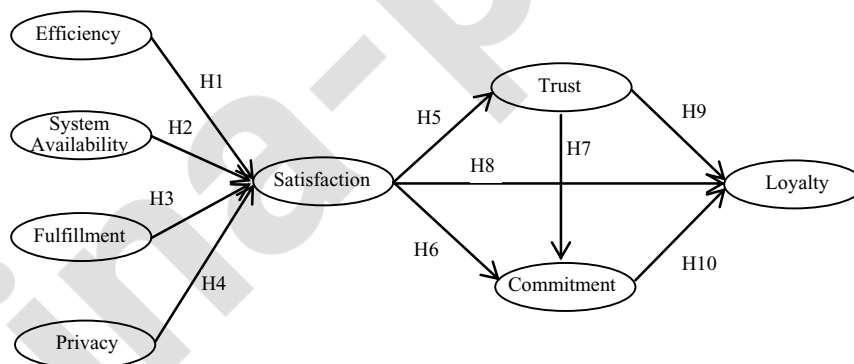 Efficiency
H1
System
Availability
H2
Fulfillment
H3
Privacy
H4
Satisfaction
H5
H6
Trust
H7
H8
Commitment
H9
H10
Loyalty